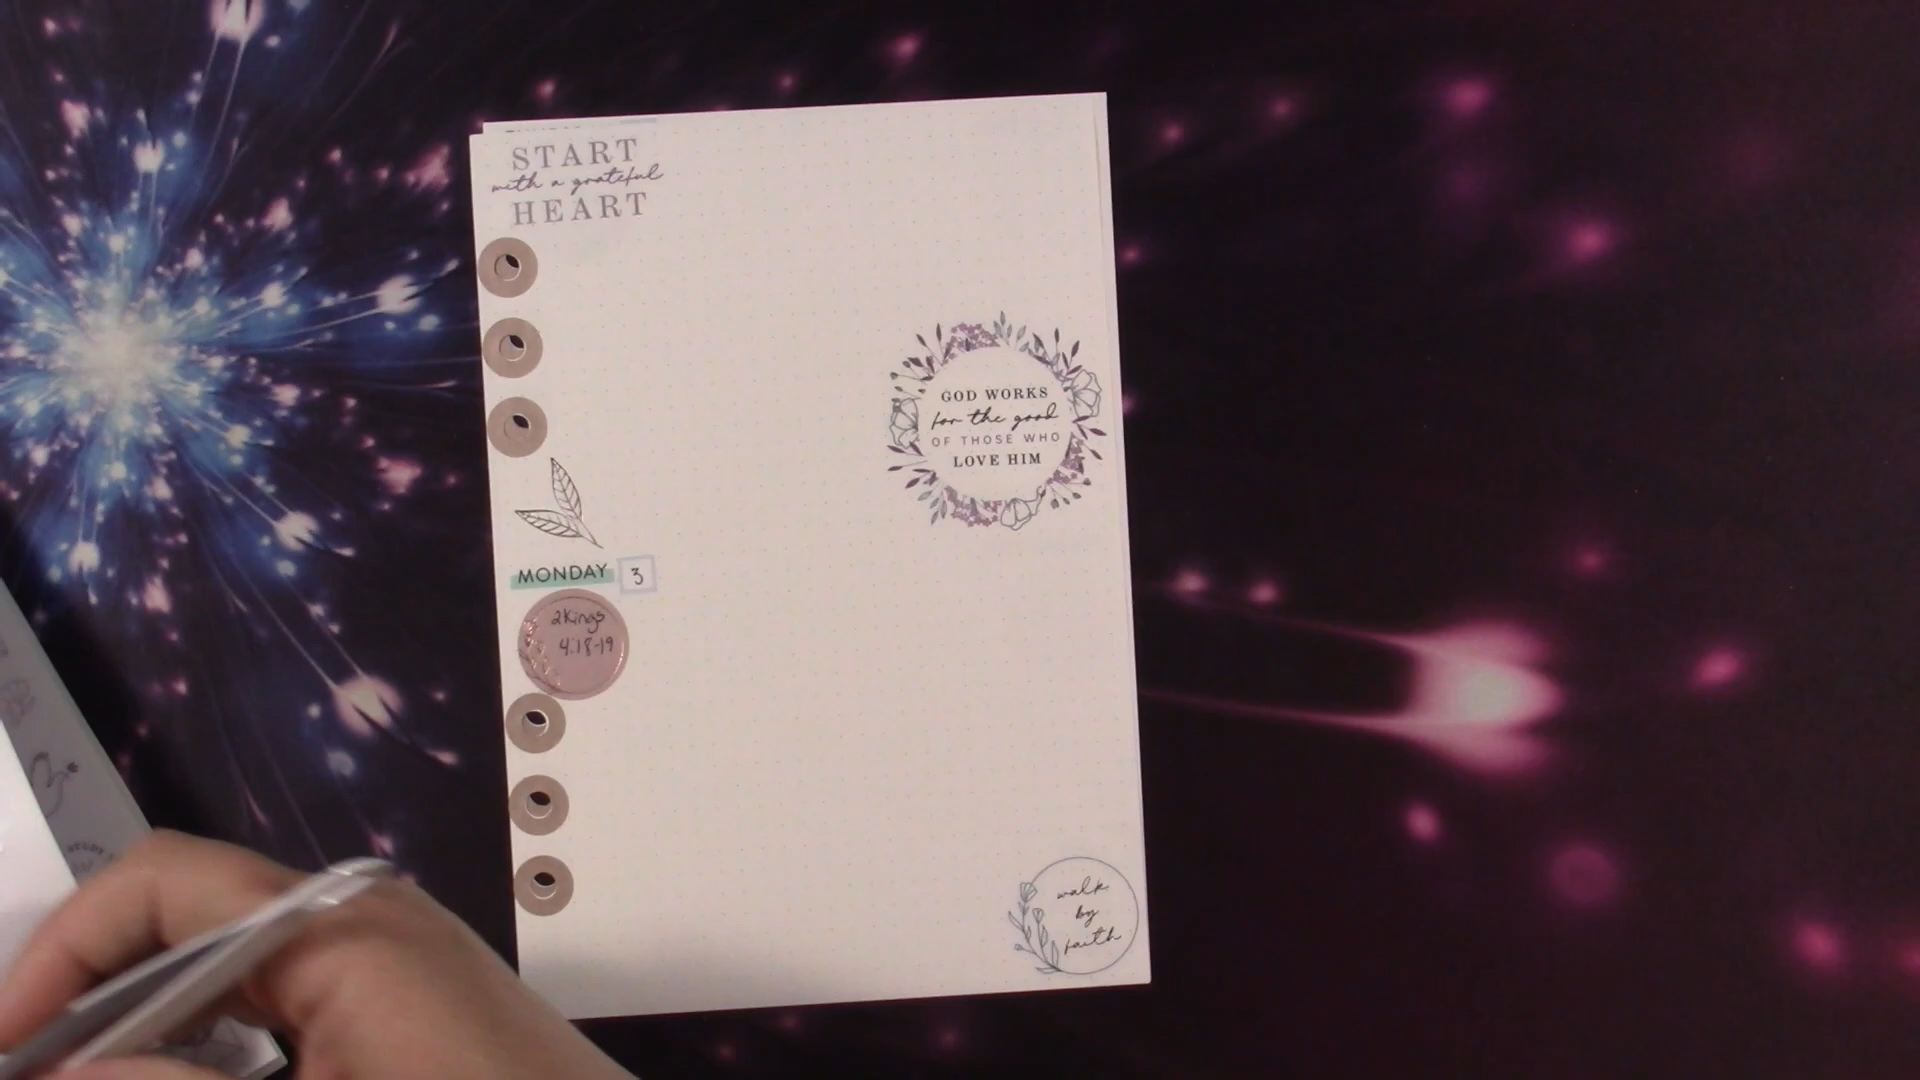 START
with a grateful
HEART
GOD WORKS
for the good
OF THOSE WHO
LOVE HIM
MONDAY 3
2Kings
4:18-19
walk
by
faith